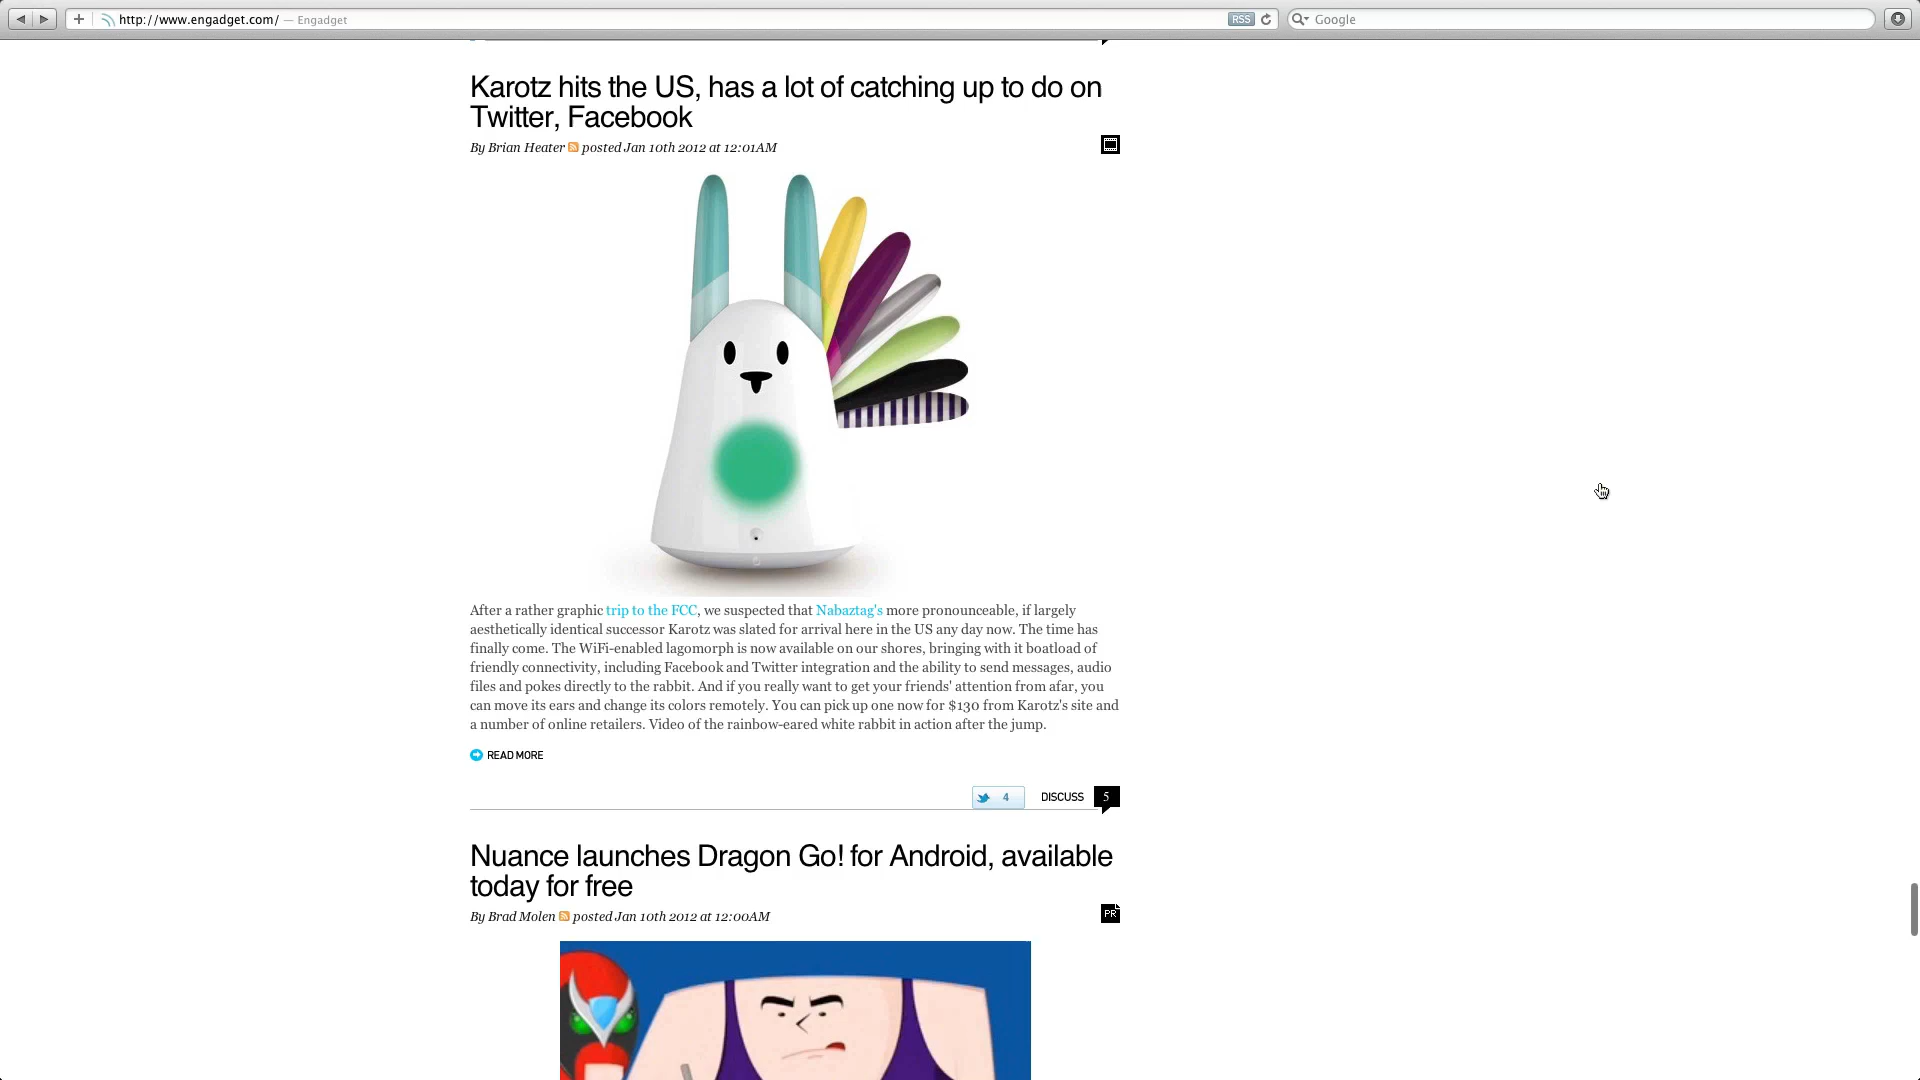 http://www.engadget.com/ — Engadget
RSS
Google
Karotz hits the US, has a lot of catching up to do on
Twitter, Facebook
By Brian Heater posted Jan 10th 2012 at 12:01AM
After a rather graphic trip to the FCC, we suspected that Nabaztag's more pronounceable, if largely
aesthetically identical successor Karotz was slated for arrival here in the US any day now. The time has
finally come. The WiFi-enabled lagomorph is now available on our shores, bringing with it boatload of
friendly connectivity, including Facebook and Twitter integration and the ability to send messages, audio
files and pokes directly to the rabbit. And if you really want to get your friends' attention from afar, you
can move its ears and change its colors remotely. You can pick up one now for $130 from Karotz's site and
a number of online retailers. Video of the rainbow-eared white rabbit in action after the jump.
READ MORE
4 DISCUSS 5
Nuance launches Dragon Go! for Android, available
today for free
By Brad Molen posted Jan 10th 2012 at 12:00AM
PR